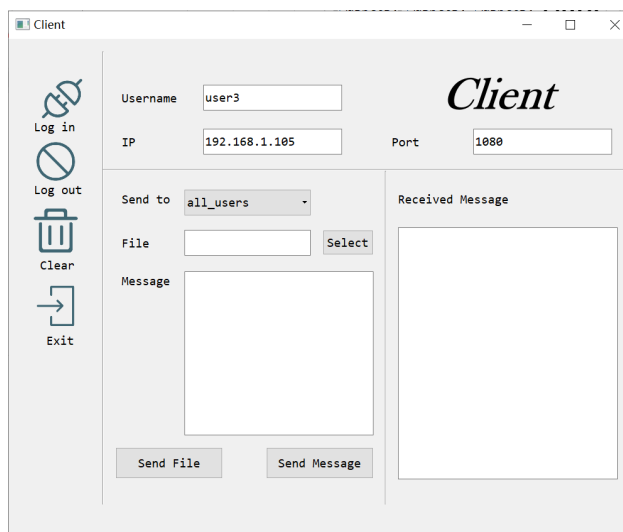 Client
Log in
Log out
Clear
Exit
Username user3
Client
IP 192.168.1.105
Port 1080
Send to all_users
File Select
Message
Send File Send Message
Received Message